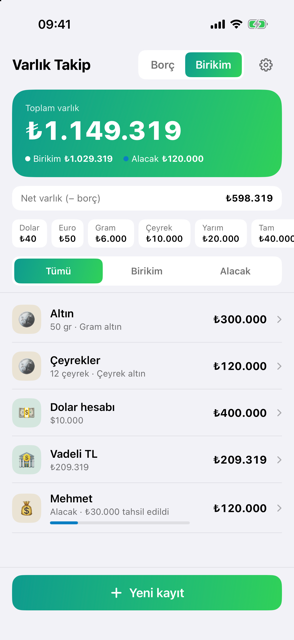 09:41
Varlık Takip
Borç
Birikim
Toplam varlık
₺1.149.319
Birikim ₺1.029.319
Alacak ₺120.000
Net varlık (− borç)
₺598.319
Dolar
₺40
Euro
₺50
Gram
₺6.000
Çeyrek
₺10.000
Yarım
₺20.000
Tam
Tümü
Birikim
Alacak
Altın
50 gr · Gram altın
₺300.000
Çeyrekler
12 çeyrek · Çeyrek altın
₺120.000
Dolar hesabı
$10.000
₺400.000
Vadeli TL
₺209.319
₺209.319
Mehmet
Alacak · ₺30.000 tahsil edildi
₺120.000
+ Yeni kayıt